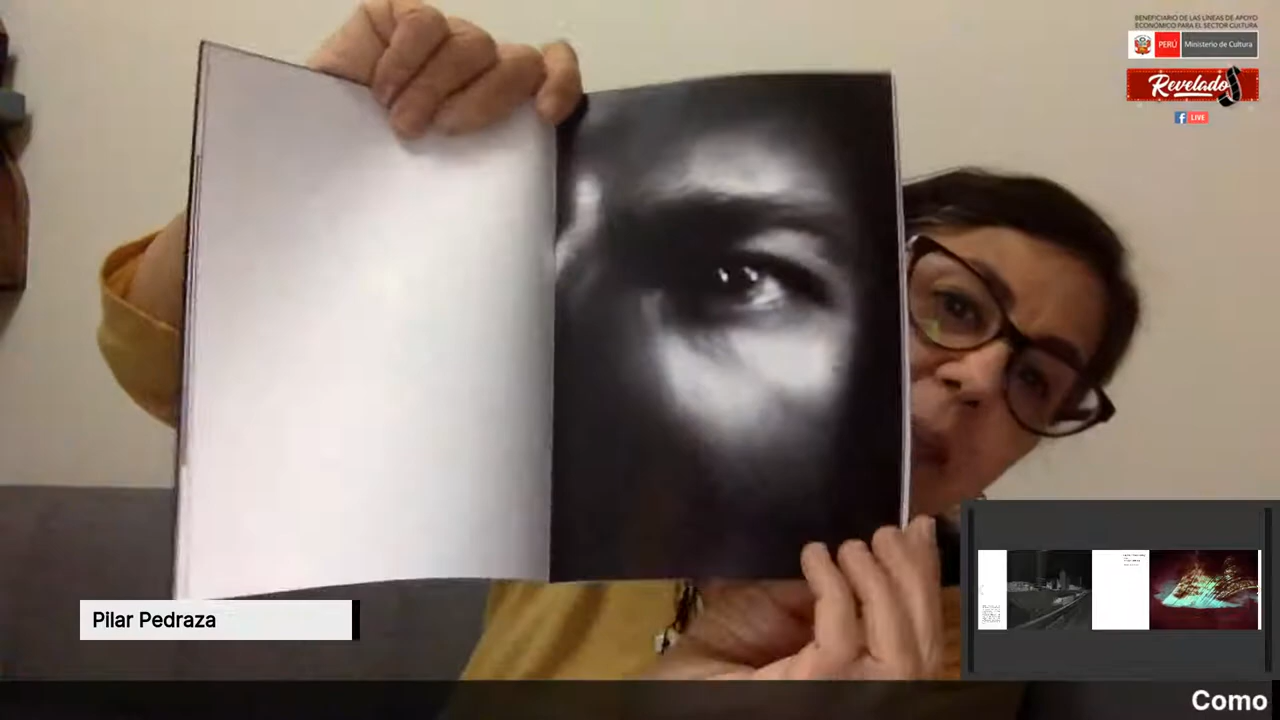 BENEFICIARIO DE LAS LÍNEAS DE APOYO
ECONÓMICO PARA EL SECTOR CULTURA
PERÚ Ministerio de Cultura
Revelados
f LIVE
Pilar Pedraza
Como